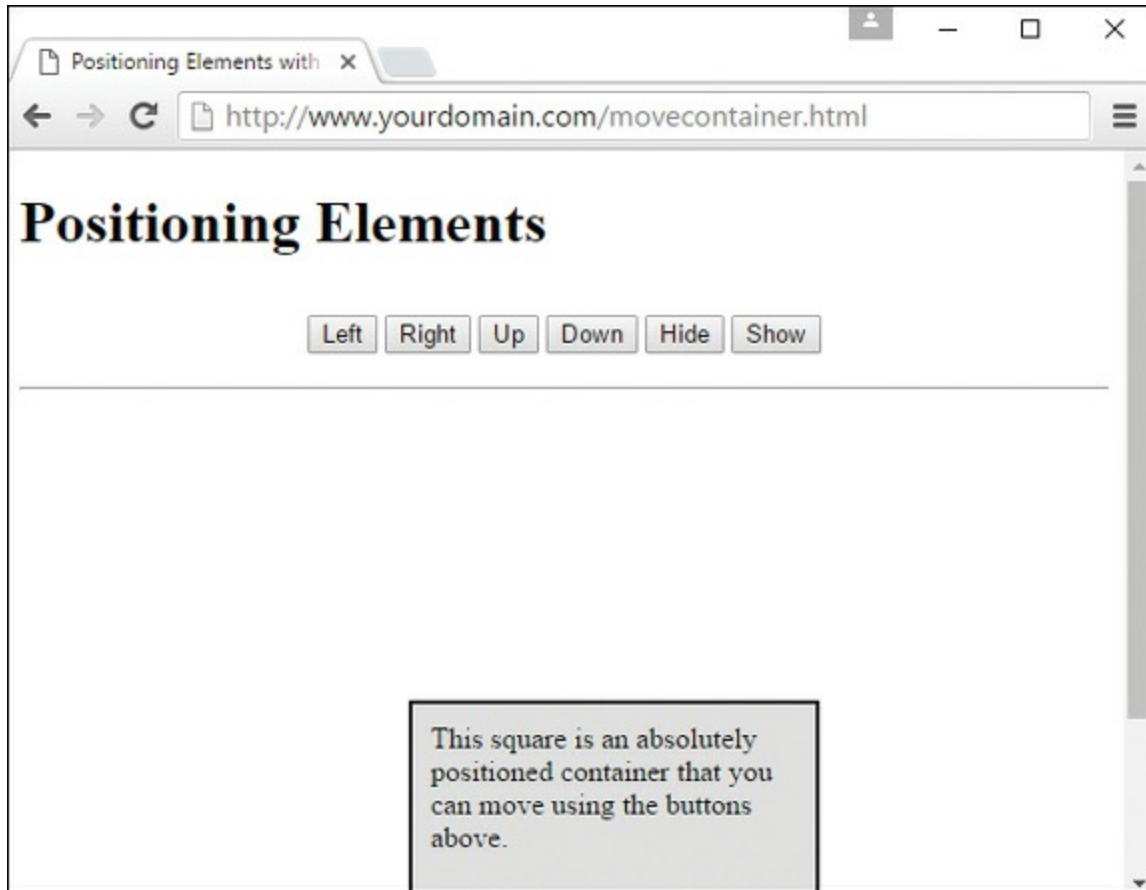 Positioning Elements with
http://www.yourdomain.com/movecontainer.html
Positioning Elements
Left Right Up Down Hide Show
This square is an absolutely
positioned container that you
can move using the buttons
above.